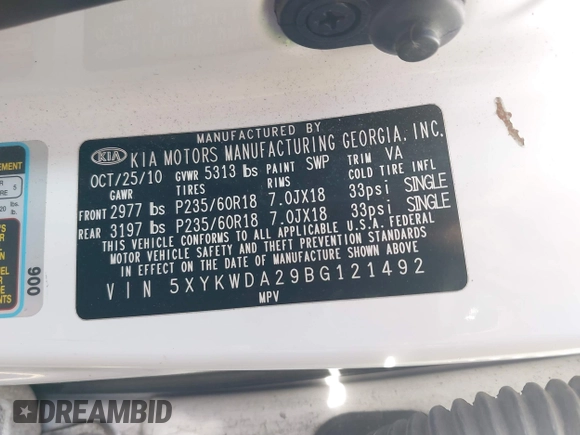 MANUFACTURED BY
KIA KIA MOTORS MANUFACTURING GEORGIA, INC.
OCT/25/10 GVWR 5313 lbs PAINT SWP TRIM VA
GAWR TIRES RIMS COLD TIRE INFL
FRONT 2977 lbs P235/60R18 7.0JX18 33psi SINGLE
REAR 3197 lbs P235/60R18 7.0JX18 33psi SINGLE
THIS VEHICLE CONFORMS TO ALL APPLICABLE U.S.A. FEDERAL
MOTOR VEHICLE SAFETY AND THEFT PREVENTION STANDARDS
IN EFFECT ON THE DATE OF MANUFACTURE SHOWN ABOVE
VIN 5XYKWDA29BG121492
MPV
006
5
DREAMBID